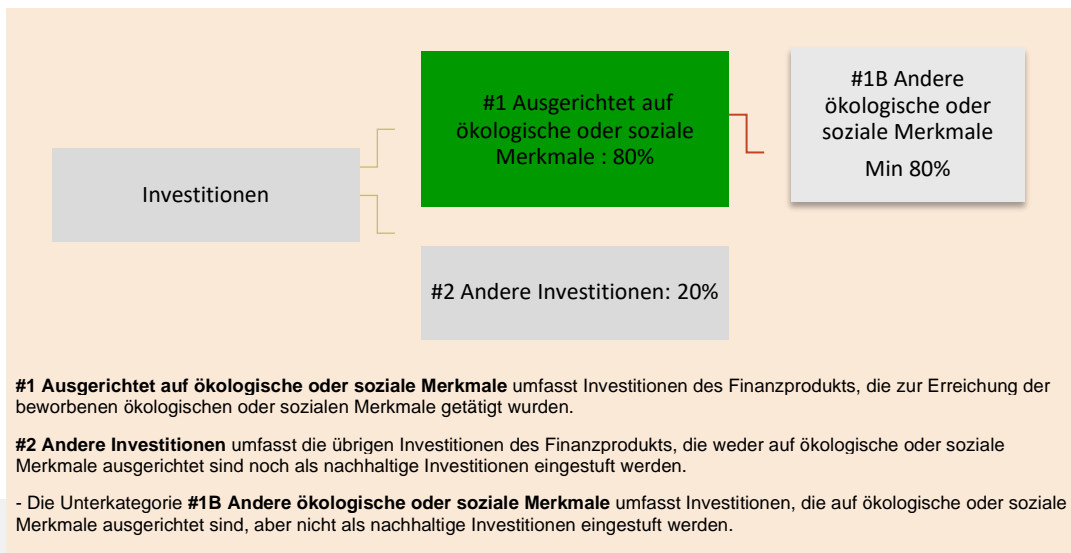 #1 Ausgerichtet auf
ökologische oder soziale
Merkmale : 80%
#1B Andere
ökologische oder
soziale Merkmale
Min 80%
Investitionen
#2 Andere Investitionen: 20%
#1 Ausgerichtet auf ökologische oder soziale Merkmale umfasst Investitionen des Finanzprodukts, die zur Erreichung der
beworbenen ökologischen oder sozialen Merkmale getätigt wurden.
#2 Andere Investitionen umfasst die übrigen Investitionen des Finanzprodukts, die weder auf ökologische oder soziale
Merkmale ausgerichtet sind noch als nachhaltige Investitionen eingestuft werden.
- Die Unterkategorie #1B Andere ökologische oder soziale Merkmale umfasst Investitionen, die auf ökologische oder soziale
Merkmale ausgerichtet sind, aber nicht als nachhaltige Investitionen eingestuft werden.